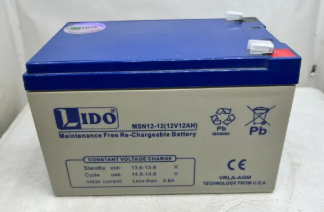 LIDO®
MSN12-12(12V12AH)
Maintenance Free Re-Chargeable Battery
Pb
Pb
CONSTANT VOLTAGE CHARGE
Standby use: 13.6-13.8 V
Cycle use: 14.5-14.9 V
Initial current: Less than 3.6A
CE
VRLA-AGM
TECHNOLOGY FROM U.S.A